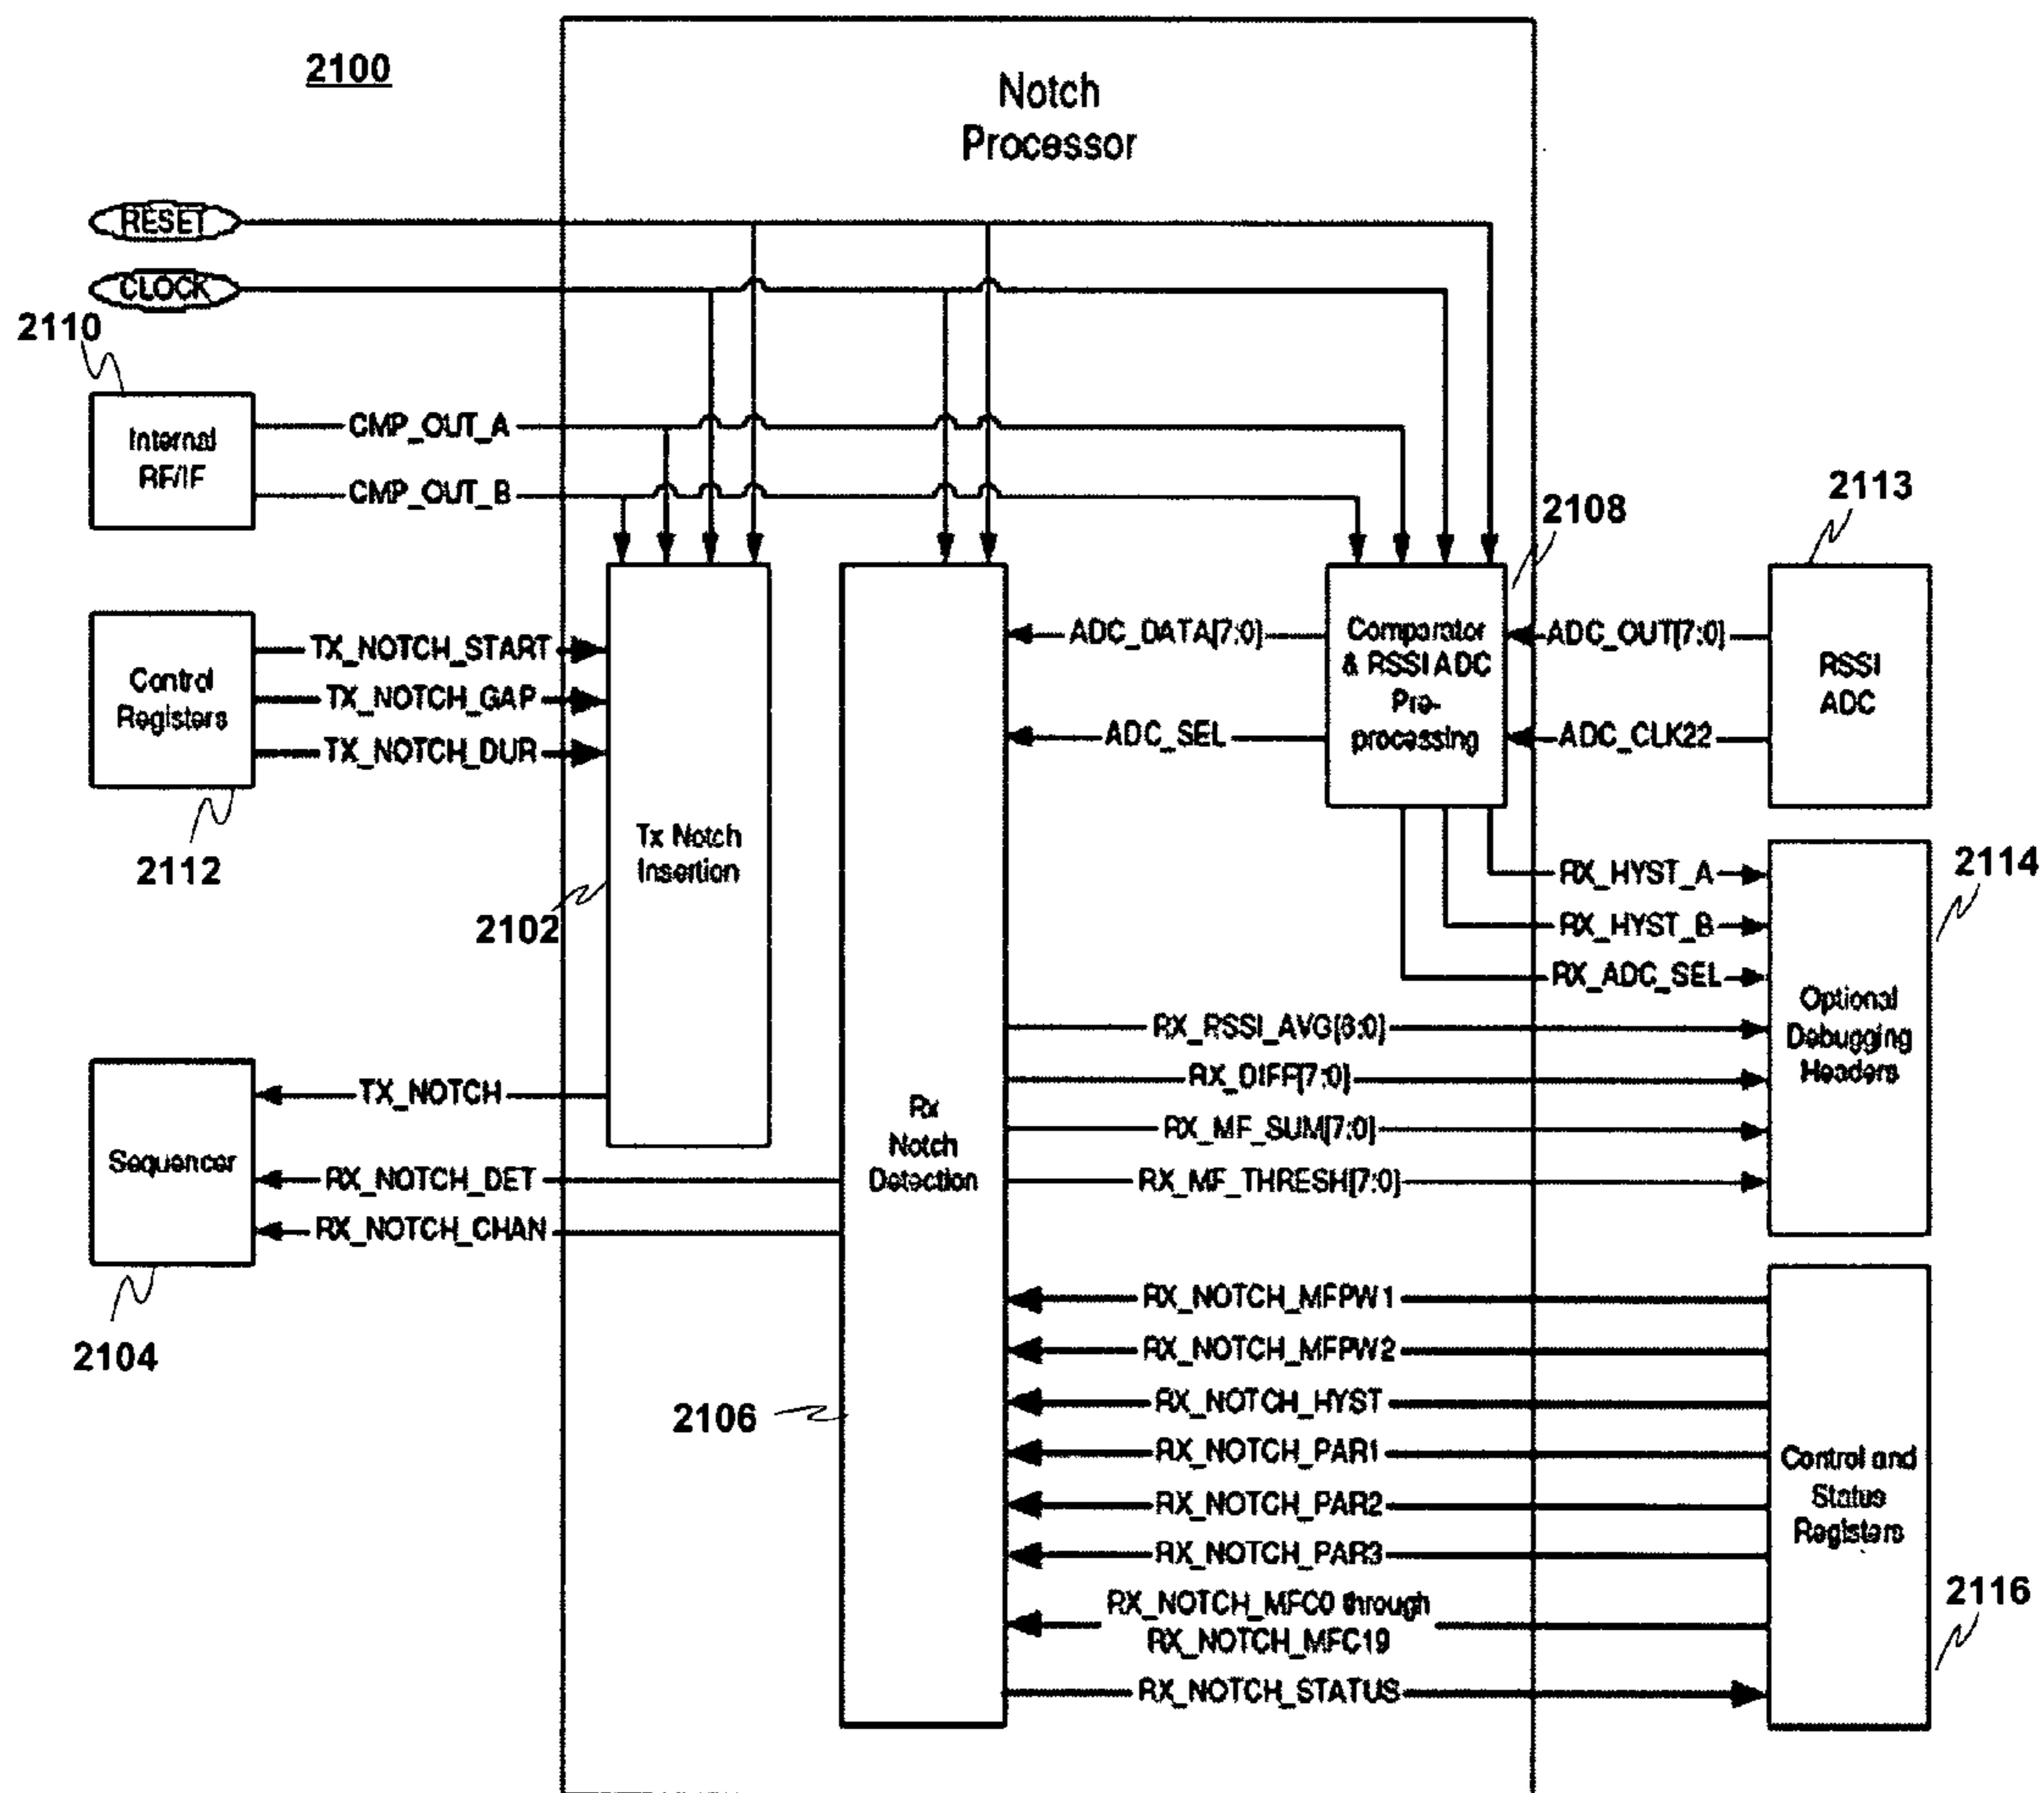 2100
Notch
Processor
RESET
CLOCK
2110
Internal
RF/IF
CMP_OUT_A
CMP_OUT_B
2108
2113
Control
Registers
TX_NOTCH_START
TX_NOTCH_GAP
TX_NOTCH_DUR
2112
ADC_DATA[7:0]
ADC_SEL
Comparator
& RSSI ADC
Pre-
processing
ADC_OUT[7:0]
ADC_CLK22
RSSI
ADC
Tx Notch
Insertion
2102
RX_HYST_A
RX_HYST_B
RX_ADC_SEL
2114
RX_RSSI_AVG[6:0]
RX_DIFF[7:0]
RX_MF_SUM[7:0]
RX_MF_THRESH[7:0]
Optional
Debugging
Headers
Sequencer
TX_NOTCH
RX_NOTCH_DET
RX_NOTCH_CHAN
2104
Rx
Notch
Detection
2106
RX_NOTCH_MFPW1
RX_NOTCH_MFPW2
RX_NOTCH_HYST
RX_NOTCH_PAR1
RX_NOTCH_PAR2
RX_NOTCH_PAR3
RX_NOTCH_MFC0 through
RX_NOTCH_MFC19
RX_NOTCH_STATUS
Control and
Status
Registers
2116